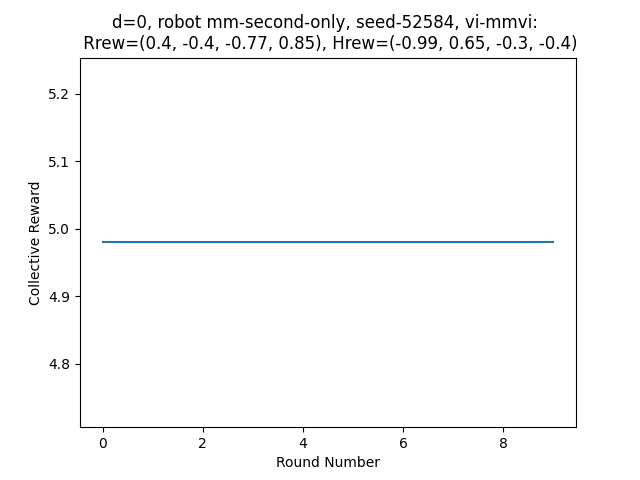 d=0, robot mm-second-only, seed-52584, vi-mmvi:
Rrew=(0.4, -0.4, -0.77, 0.85), Hrew=(-0.99, 0.65, -0.3, -0.4)
5.2
5.1
5.0
4.9
4.8
Collective Reward
0 2 4 6 8
Round Number